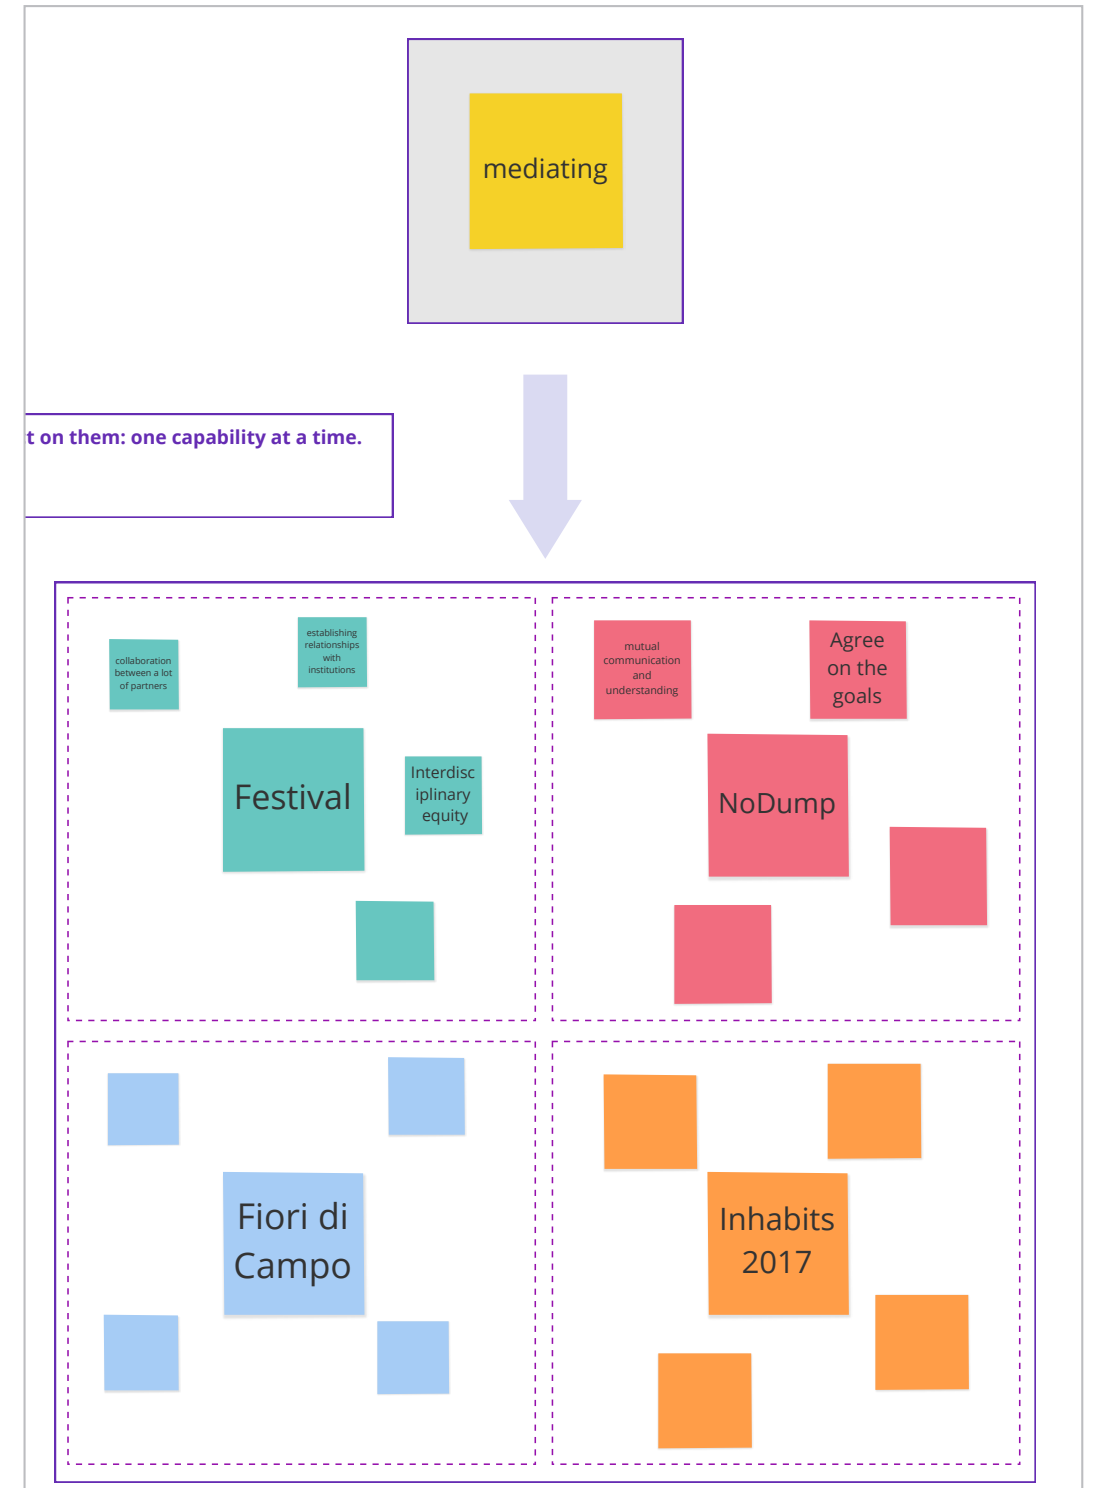 mediating
t on them: one capability at a time.
collaboration
between a lot
of partners
establishing
relationships
with
institutions
Festival
Interdisc
iplinary
equity
mutual
communication
and
understanding
Agree
on the
goals
NoDump
Fiori di
Campo
Inhabits
2017